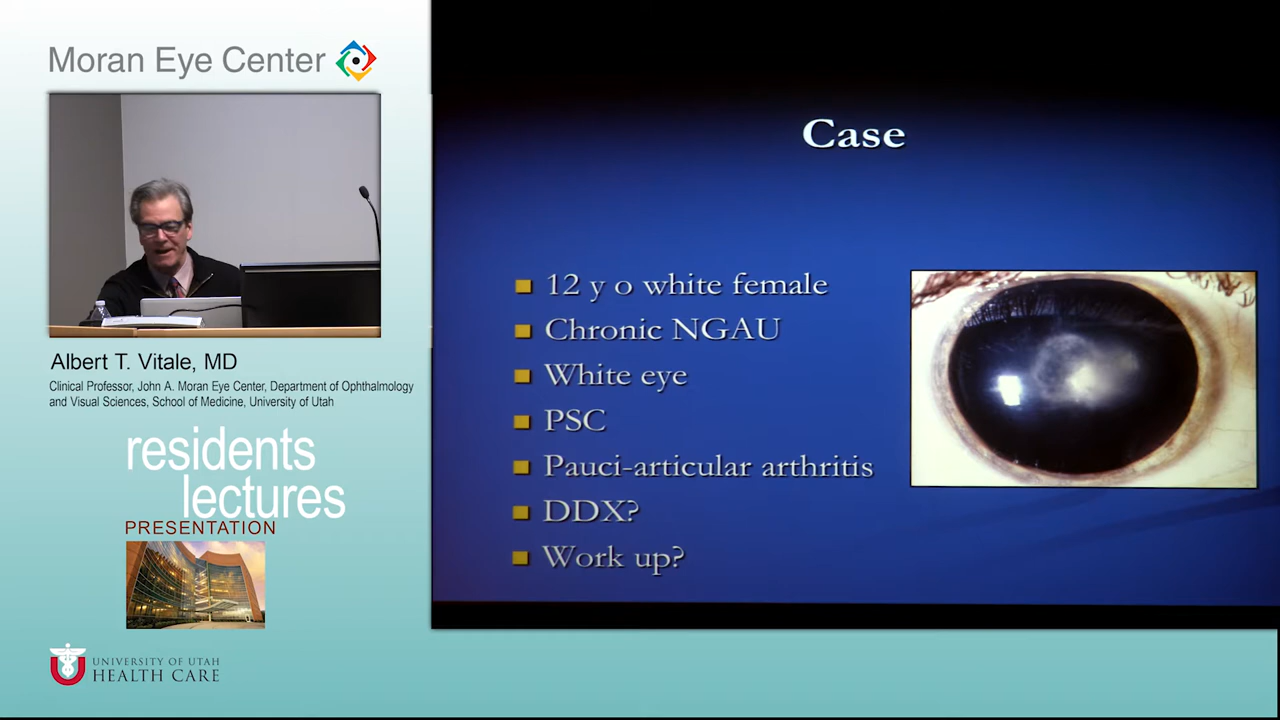 Moran Eye Center
Albert T. Vitale, MD
Clinical Professor, John A. Moran Eye Center, Department of Ophthalmology
and Visual Sciences, School of Medicine, University of Utah
residents
lectures
PRESENTATION
UNIVERSITY OF UTAH
HEALTH CARE
Case
12 y o white female
Chronic NGAU
White eye
PSC
Pauci-articular arthritis
DDX?
Work up?